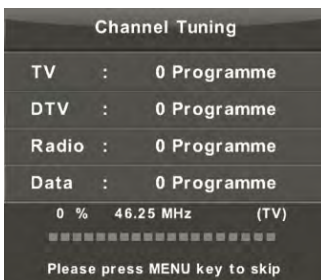 Channel Tuning
TV : 0 Programme
DTV : 0 Programme
Radio : 0 Programme
Data : 0 Programme
0 % 46.25 MHz (TV)
Please press MENU key to skip